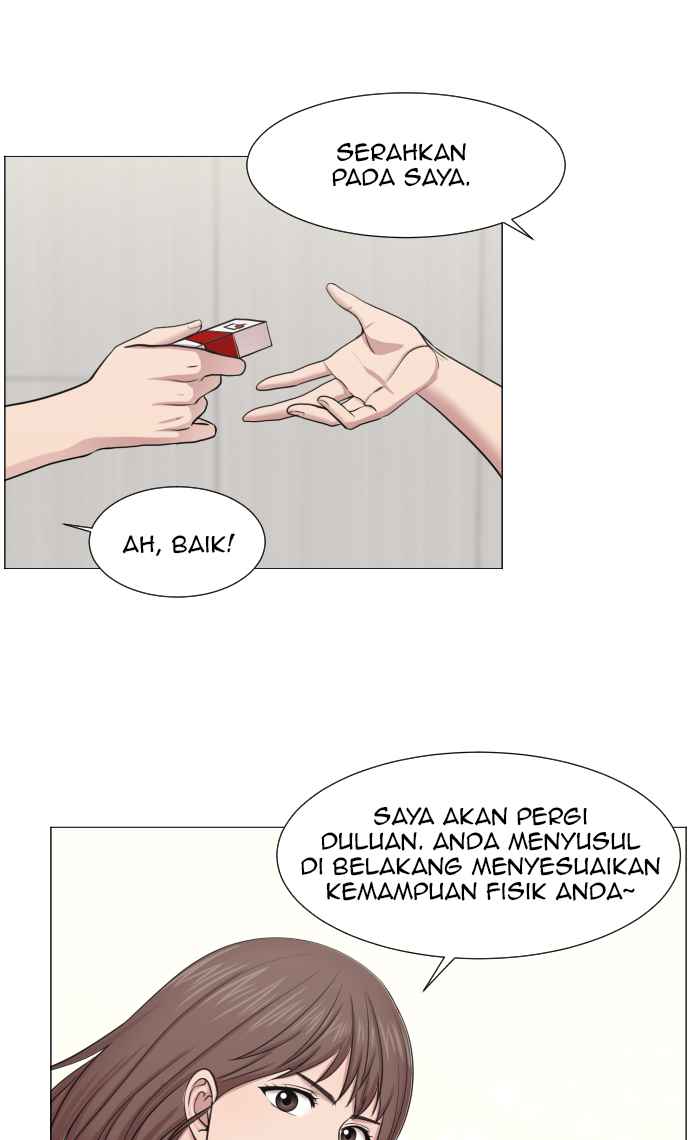 SERAHKAN
PADA SAYA.
AH, BAIK!
SAYA AKAN PERGI
DULUAN. ANDA MENYUSUL
DI BELAKANG MENYESUAIKAN
KEMAMPUAN FISIK ANDA~